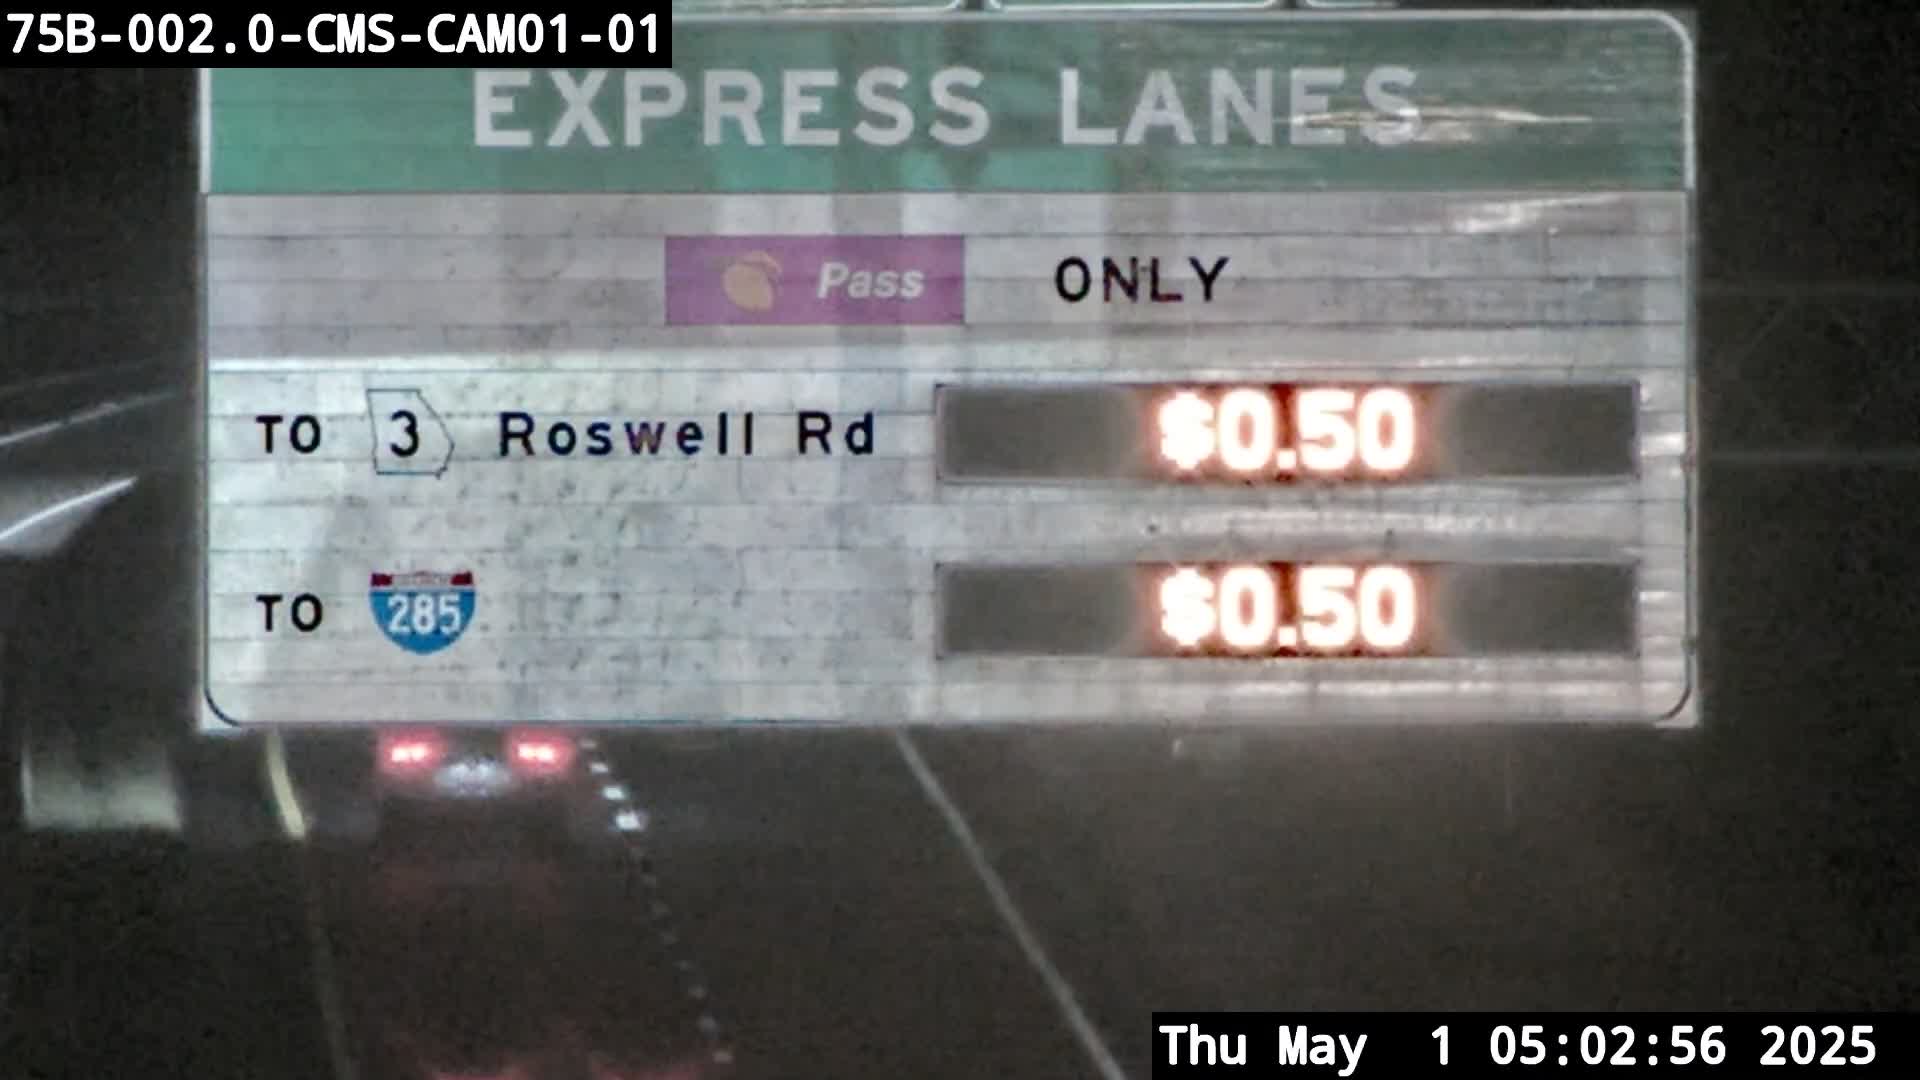 75B-002.0-CMS-CAM01-01
EXPRESS LANES
Pass ONLY
TO 3 Roswell Rd $0.50
TO 285 $0.50
Thu May 1 05:02:56 2025